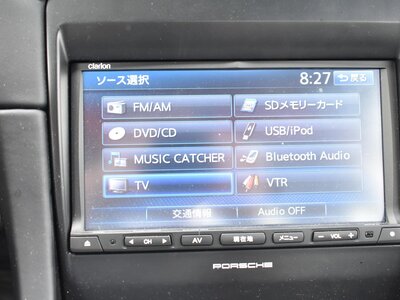 clarion
ソース選択 8:27 戻る
FM/AM SDメモリーカード
DVD/CD USB/iPod
MUSIC CATCHER Bluetooth Audio
TV VTR
交通情報 Audio OFF
CH AV 現在地 メニュー - VOL +
PORSCHE